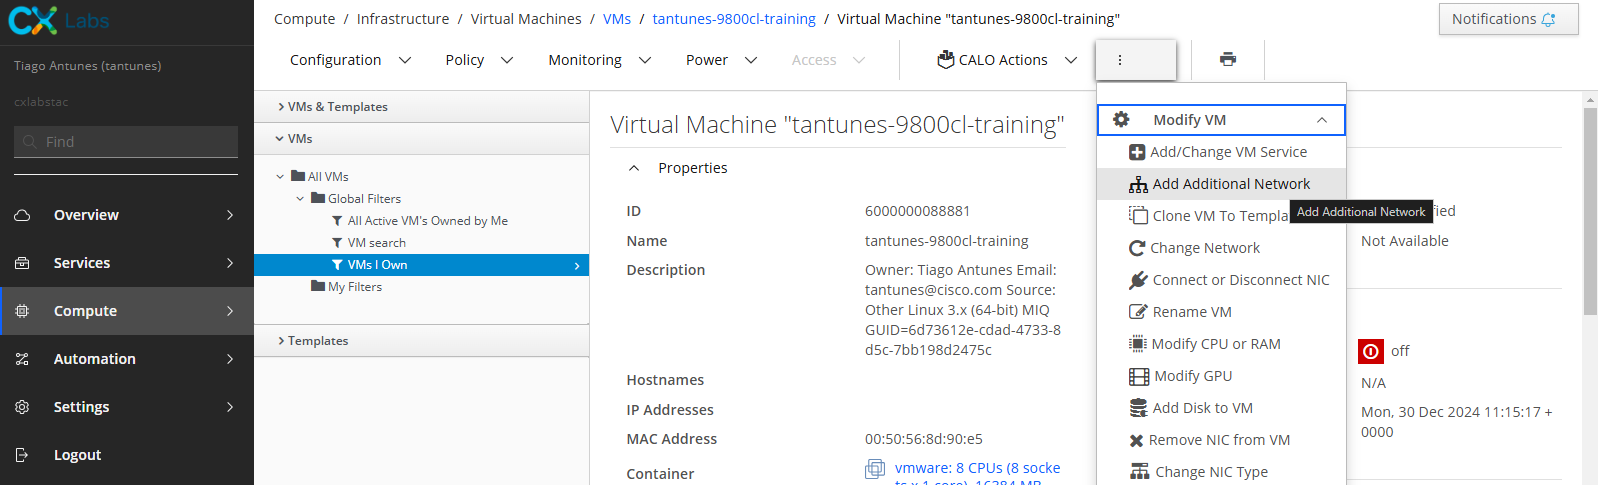 CX Labs
Tiago Antunes (tantunes)
cxlabstac
Find
Overview
Services
Compute
Automation
Settings
Logout
Compute / Infrastructure / Virtual Machines / VMs / tantunes-9800cl-training / Virtual Machine "tantunes-9800cl-training"
Notifications
Configuration
Policy
Monitoring
Power
Access
CALO Actions
VMs & Templates
VMs
All VMs
Global Filters
All Active VM's Owned by Me
VM search
VMs I Own
My Filters
Templates
Virtual Machine "tantunes-9800cl-training"
Properties
ID 6000000088881
Name tantunes-9800cl-training
Description Owner: Tiago Antunes Email:
tantunes@cisco.com Source:
Other Linux 3.x (64-bit) MIQ
GUID=6d73612e-cdad-4733-8
d5c-7bb198d2475c
Hostnames
IP Addresses
MAC Address 00:50:56:8d:90:e5
Container vmware: 8 CPUs (8 socke
ts x 1 core), 16384 MB
Modify VM
Add/Change VM Service
Add Additional Network
Clone VM To Templa
Add Additional Network
Change Network
Connect or Disconnect NIC
Rename VM
Modify CPU or RAM
Modify GPU
Add Disk to VM
Remove NIC from VM
Change NIC Type
Not Available
off
N/A
Mon, 30 Dec 2024 11:15:17 +
0000